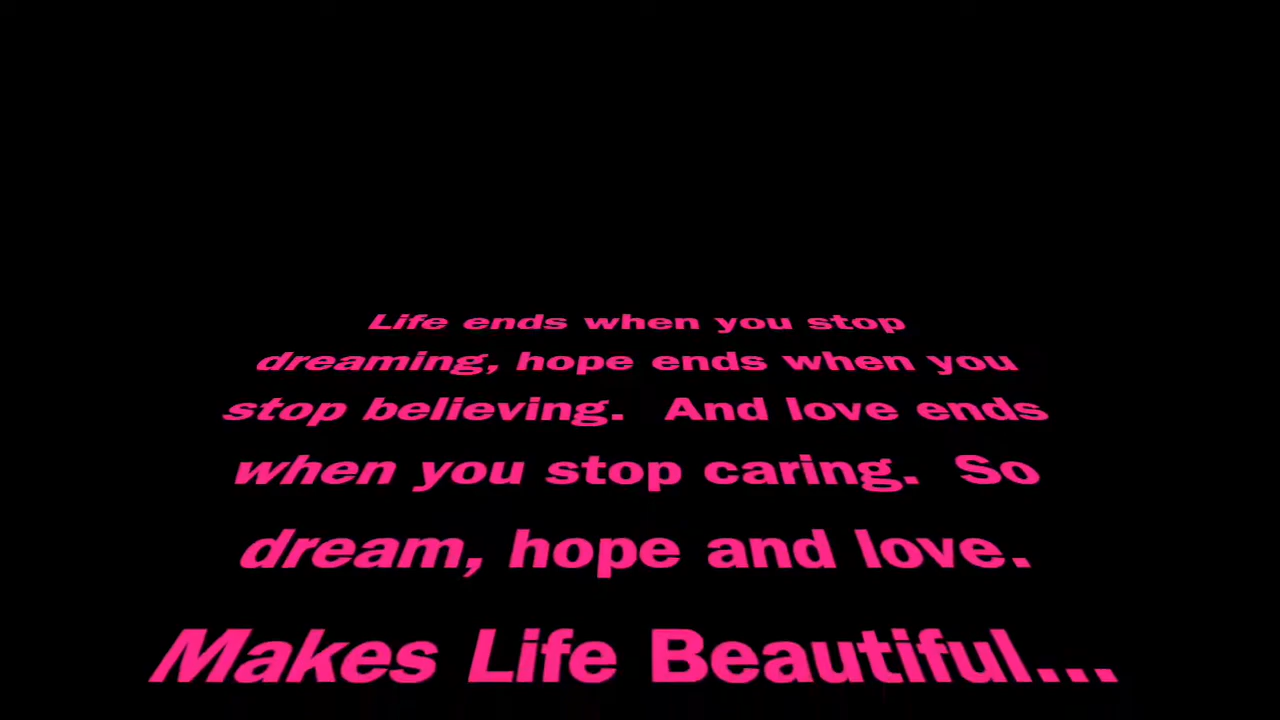 Life ends when you stop
dreaming, hope ends when you
stop believing.  And love ends
when you stop caring.  So
dream, hope and love.
Makes Life Beautiful...